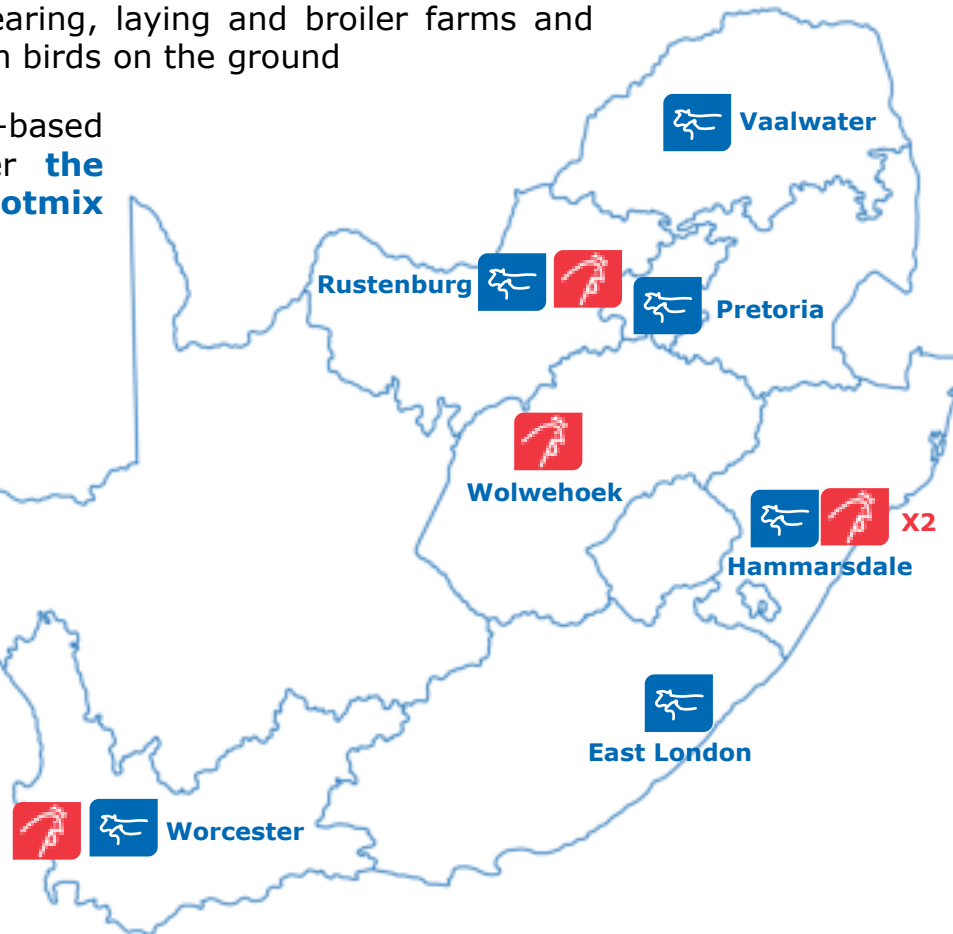 earing, laying and broiler farms and
birds on the ground
-based
the
otmix
Vaalwater
Rustenburg
Pretoria
Wolwehoek
X2
Hammarsdale
East London
Worcester